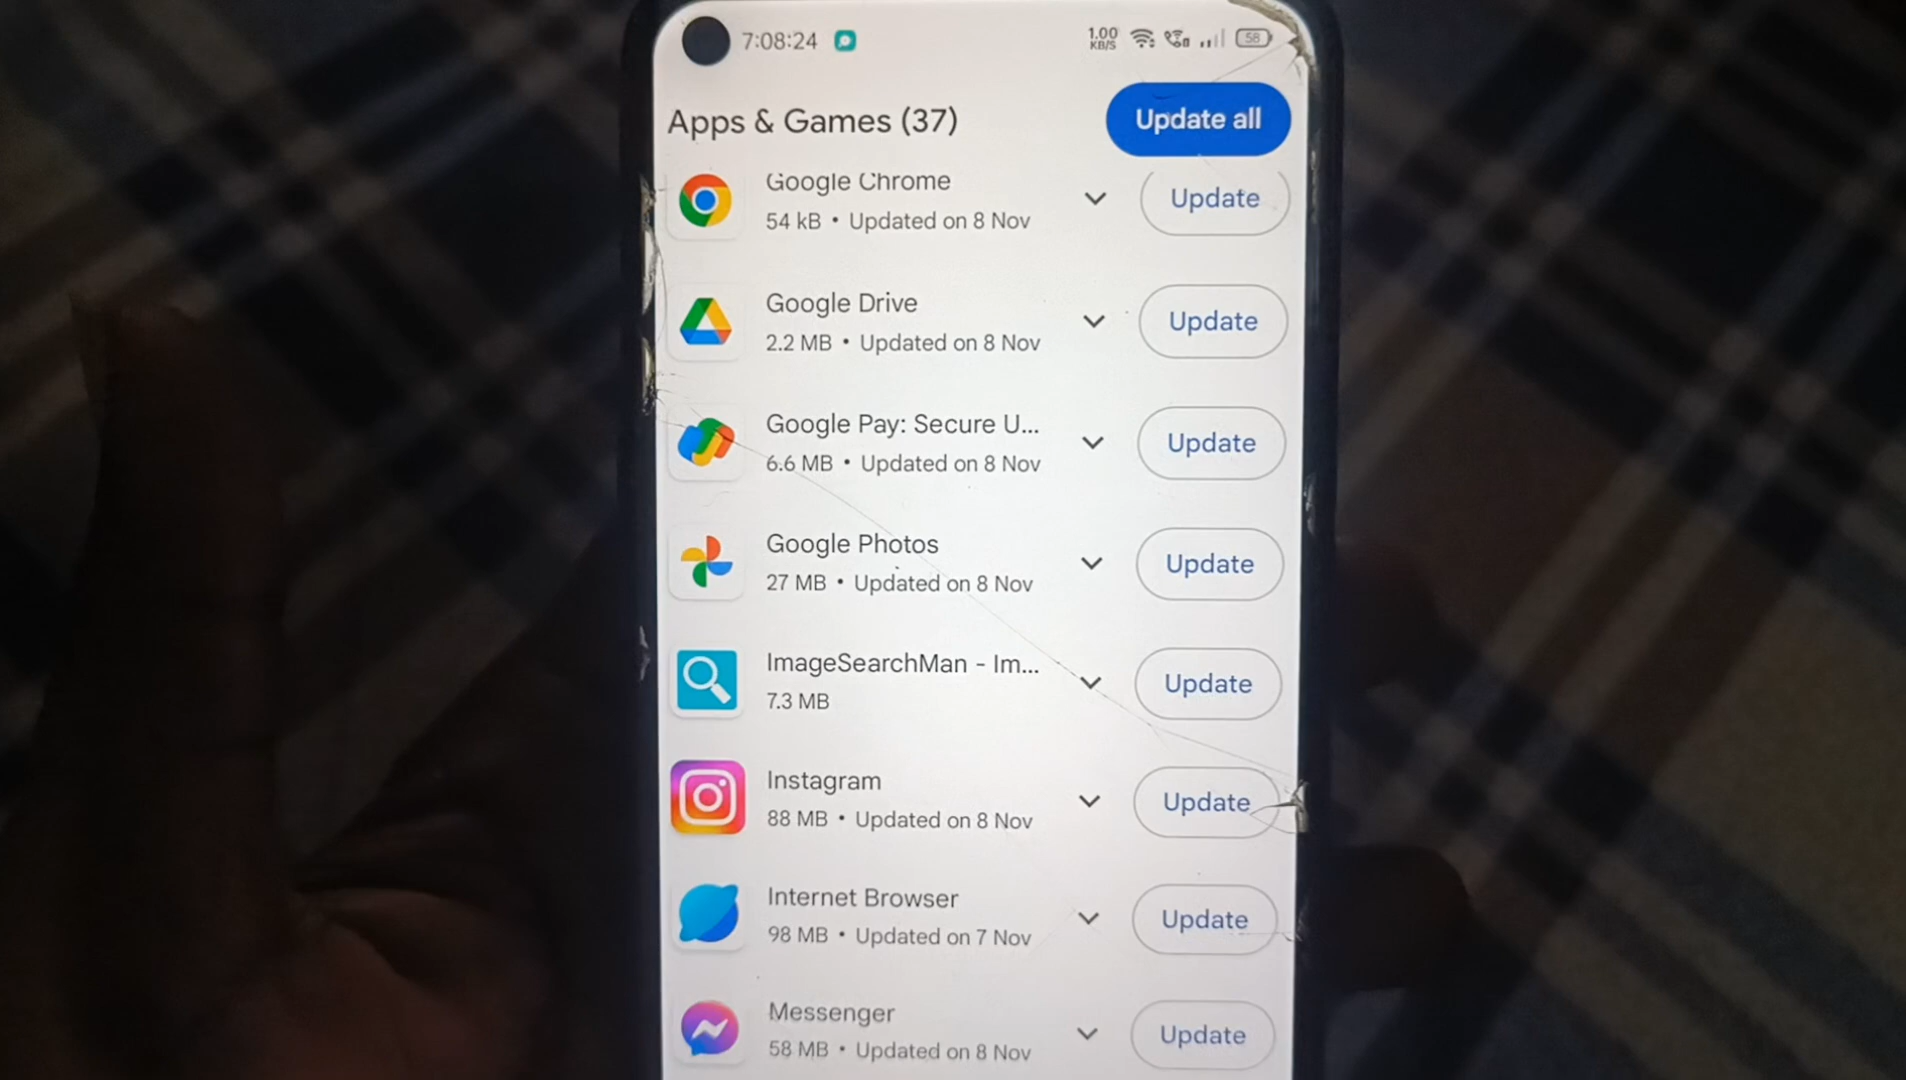 7:08:24
1.00
KB/S
58
Apps & Games (37)
Update all
Google Chrome
54 kB • Updated on 8 Nov
Update
Google Drive
2.2 MB • Updated on 8 Nov
Update
Google Pay: Secure U...
6.6 MB • Updated on 8 Nov
Update
Google Photos
27 MB • Updated on 8 Nov
Update
ImageSearchMan - Im...
7.3 MB
Update
Instagram
88 MB • Updated on 8 Nov
Update
Internet Browser
98 MB • Updated on 7 Nov
Update
Messenger
58 MB • Updated on 8 Nov
Update